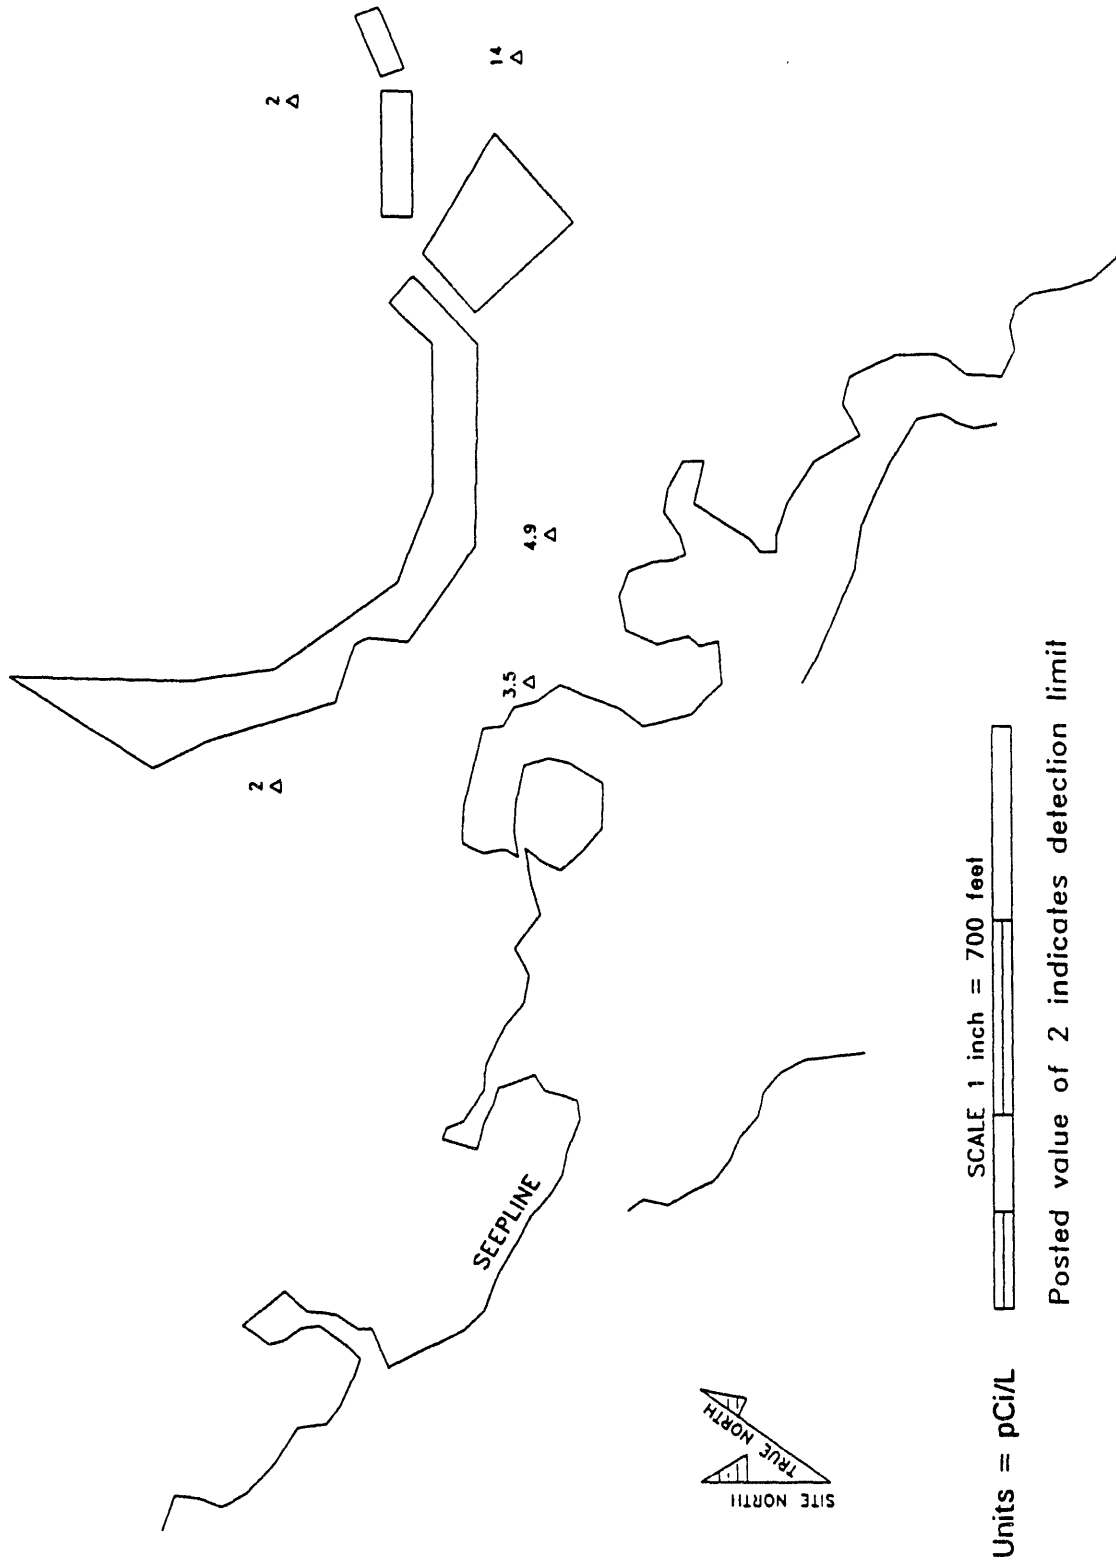 2
14
4.9
3.5
2
SEEPLINE
SITE NORTH
TRUE NORTH
SCALE 1 inch = 700 feet
Units = pCi/L
Posted value of 2 indicates detection limit